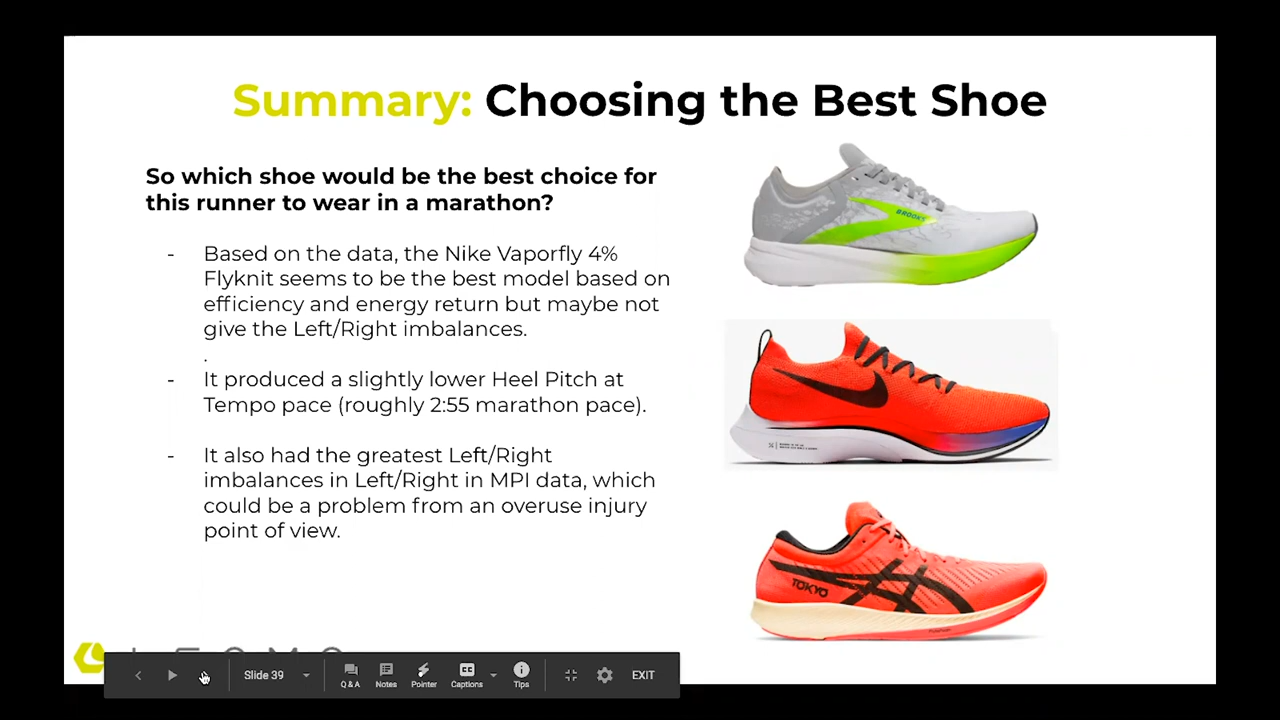 Summary: Choosing the Best Shoe
So which shoe would be the best choice for
this runner to wear in a marathon?
- Based on the data, the Nike Vaporfly 4%
Flyknit seems to be the best model based on
efficiency and energy return but maybe not
give the Left/Right imbalances.
.
- It produced a slightly lower Heel Pitch at
Tempo pace (roughly 2:55 marathon pace).
- It also had the greatest Left/Right
imbalances in Left/Right in MPI data, which
could be a problem from an overuse injury
point of view.
BROOKS
TOKYO
Slide 39
Q & A
Notes
Pointer
Captions
Tips
EXIT